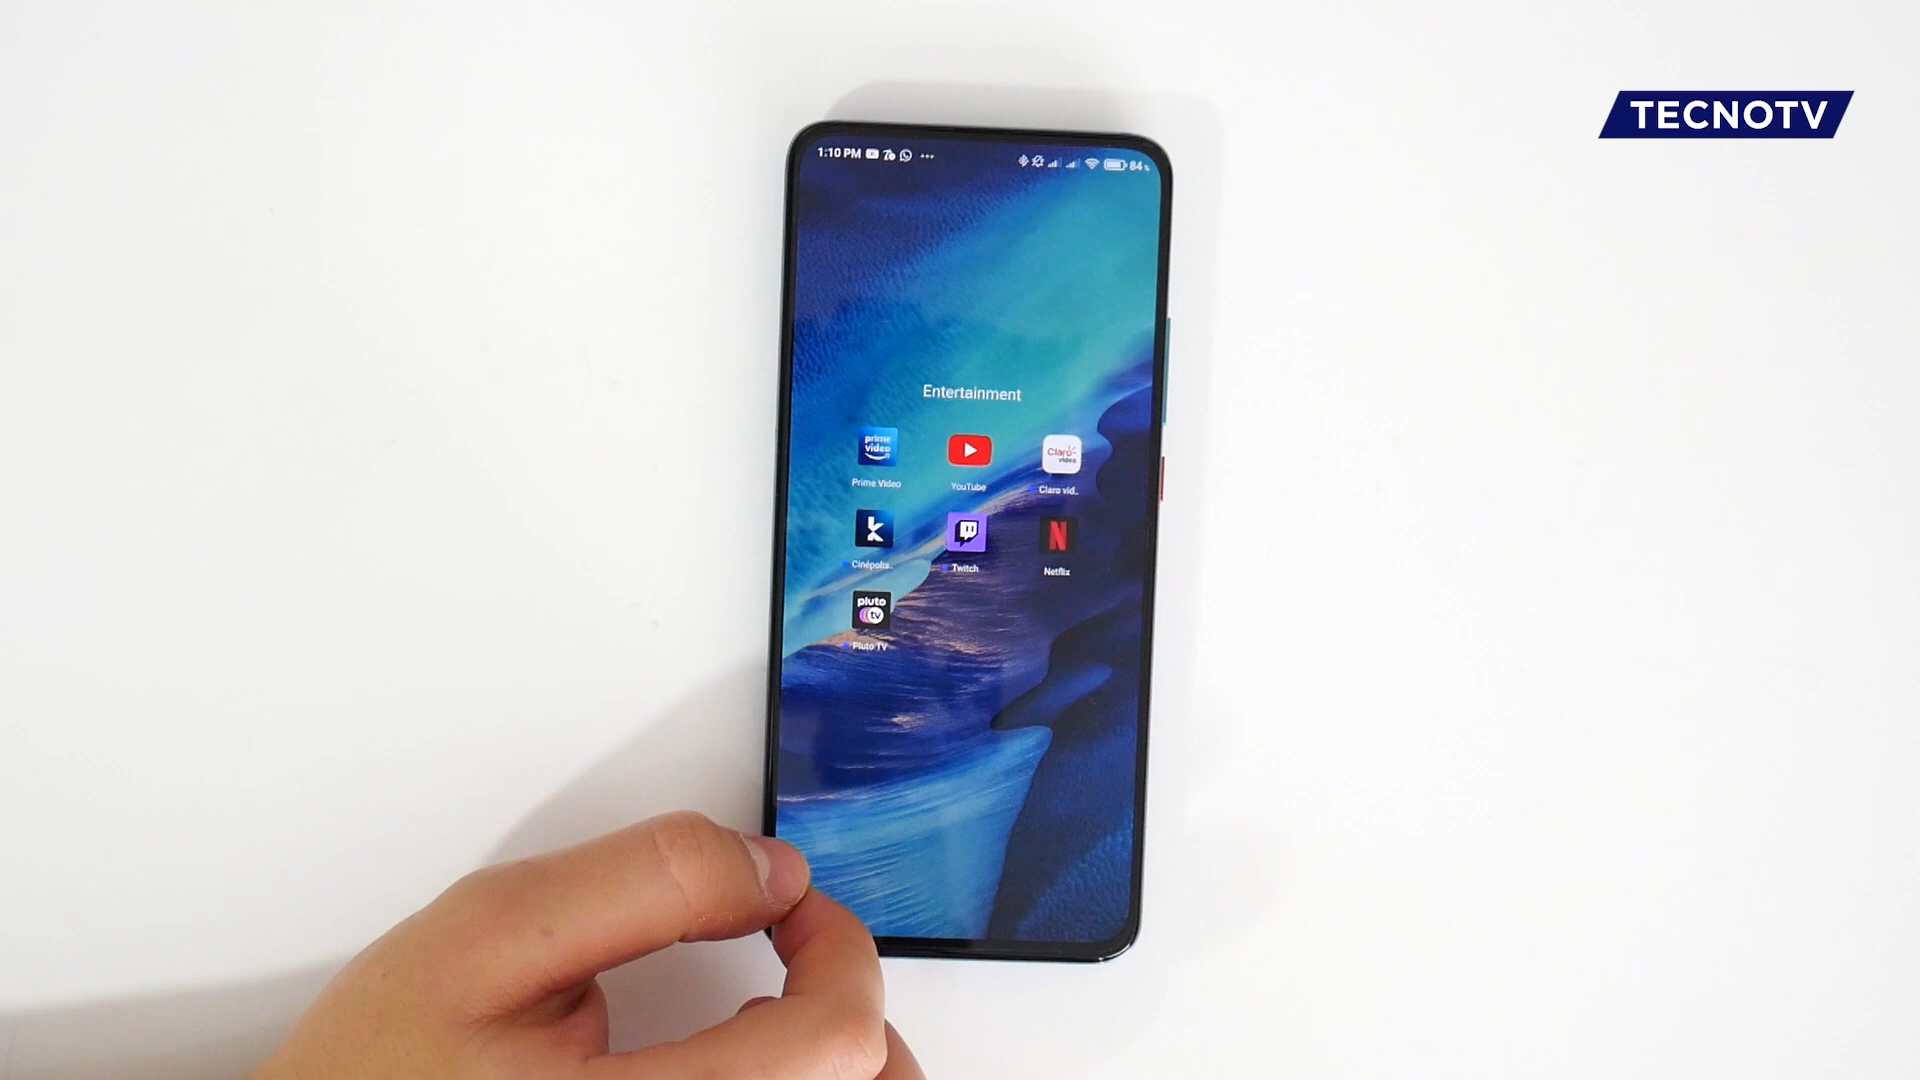 TECNOTV
1:10 PM
84%
Entertainment
prime video
Claro video
Prime Video
YouTube
Claro vid..
Cinépolis..
Twitch
Netflix
pluto tv
Pluto TV